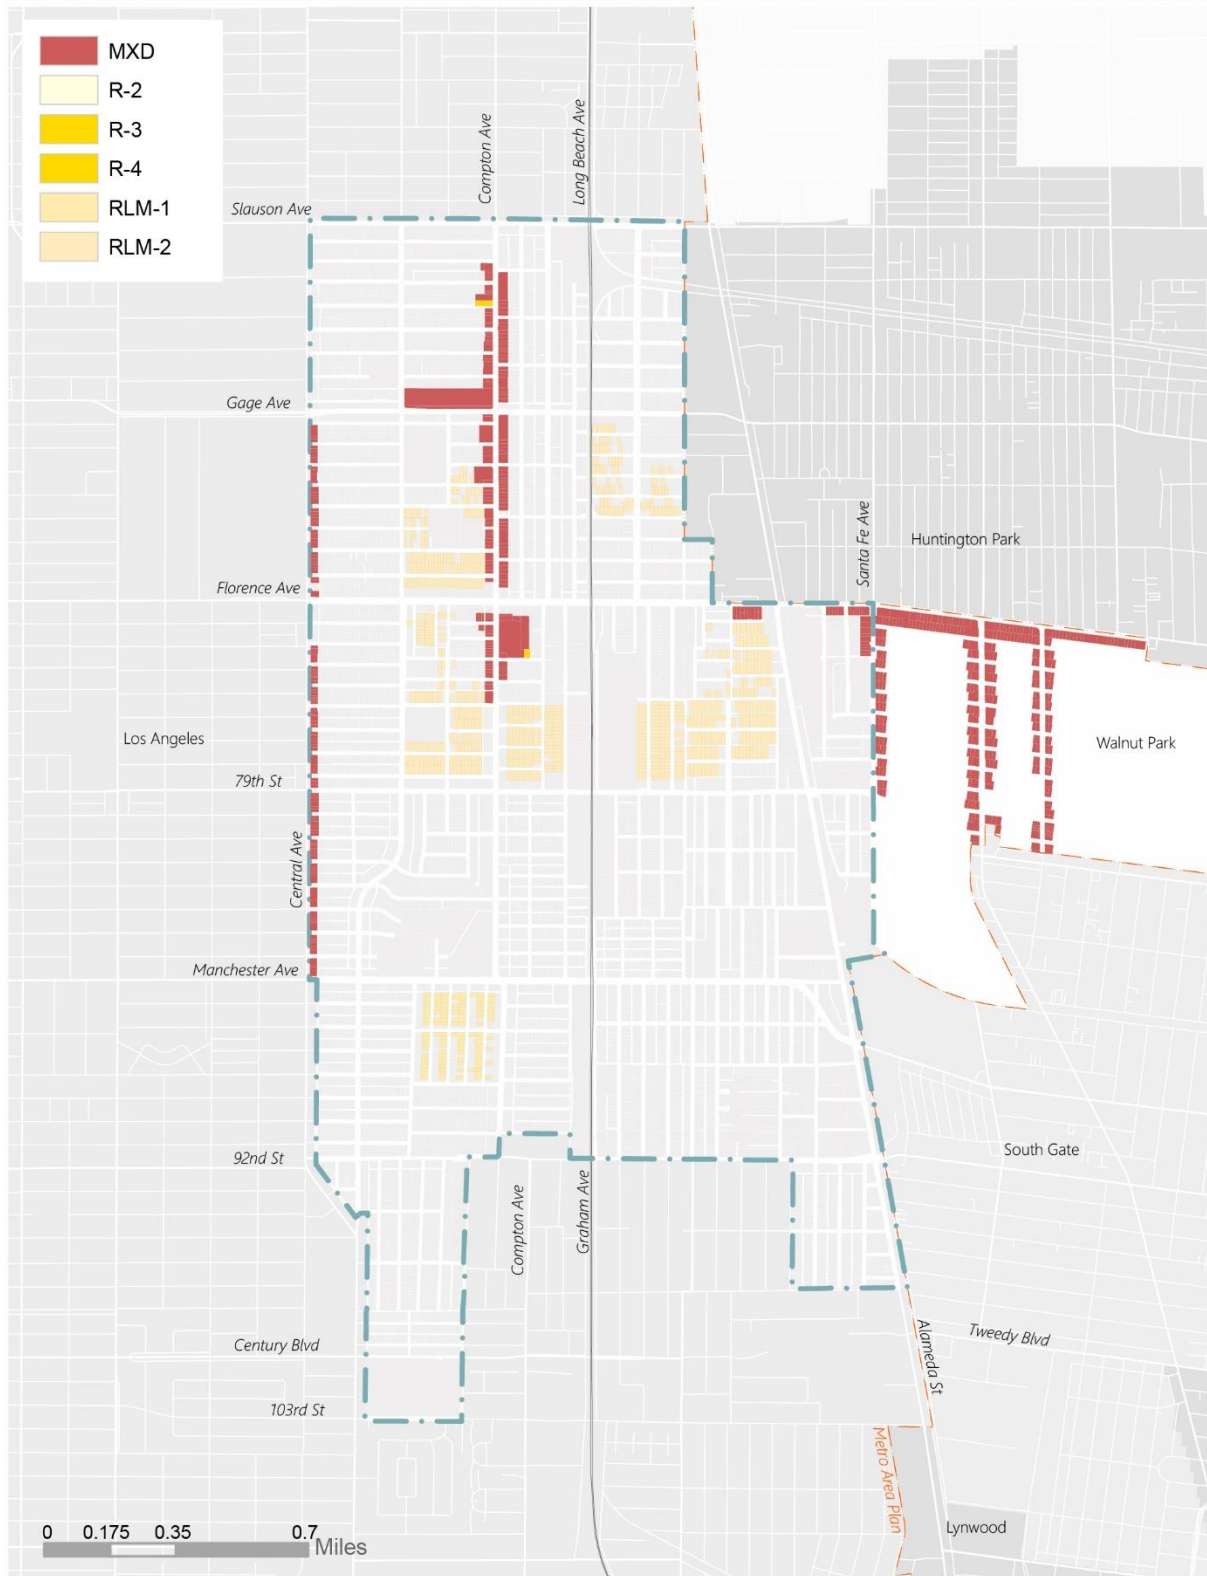 MXD
R-2
R-3
R-4
RLM-1
RLM-2
Compton Ave
Long Beach Ave
Slauson Ave
Gage Ave
Santa Fe Ave
Huntington Park
Florence Ave
Los Angeles
Walnut Park
79th St
Central Ave
Manchester Ave
92nd St
South Gate
Compton Ave
Graham Ave
Century Blvd
Alameda St
Tweedy Blvd
103rd St
Metro Area Plan
Lynwood
0 0.175 0.35 0.7
Miles